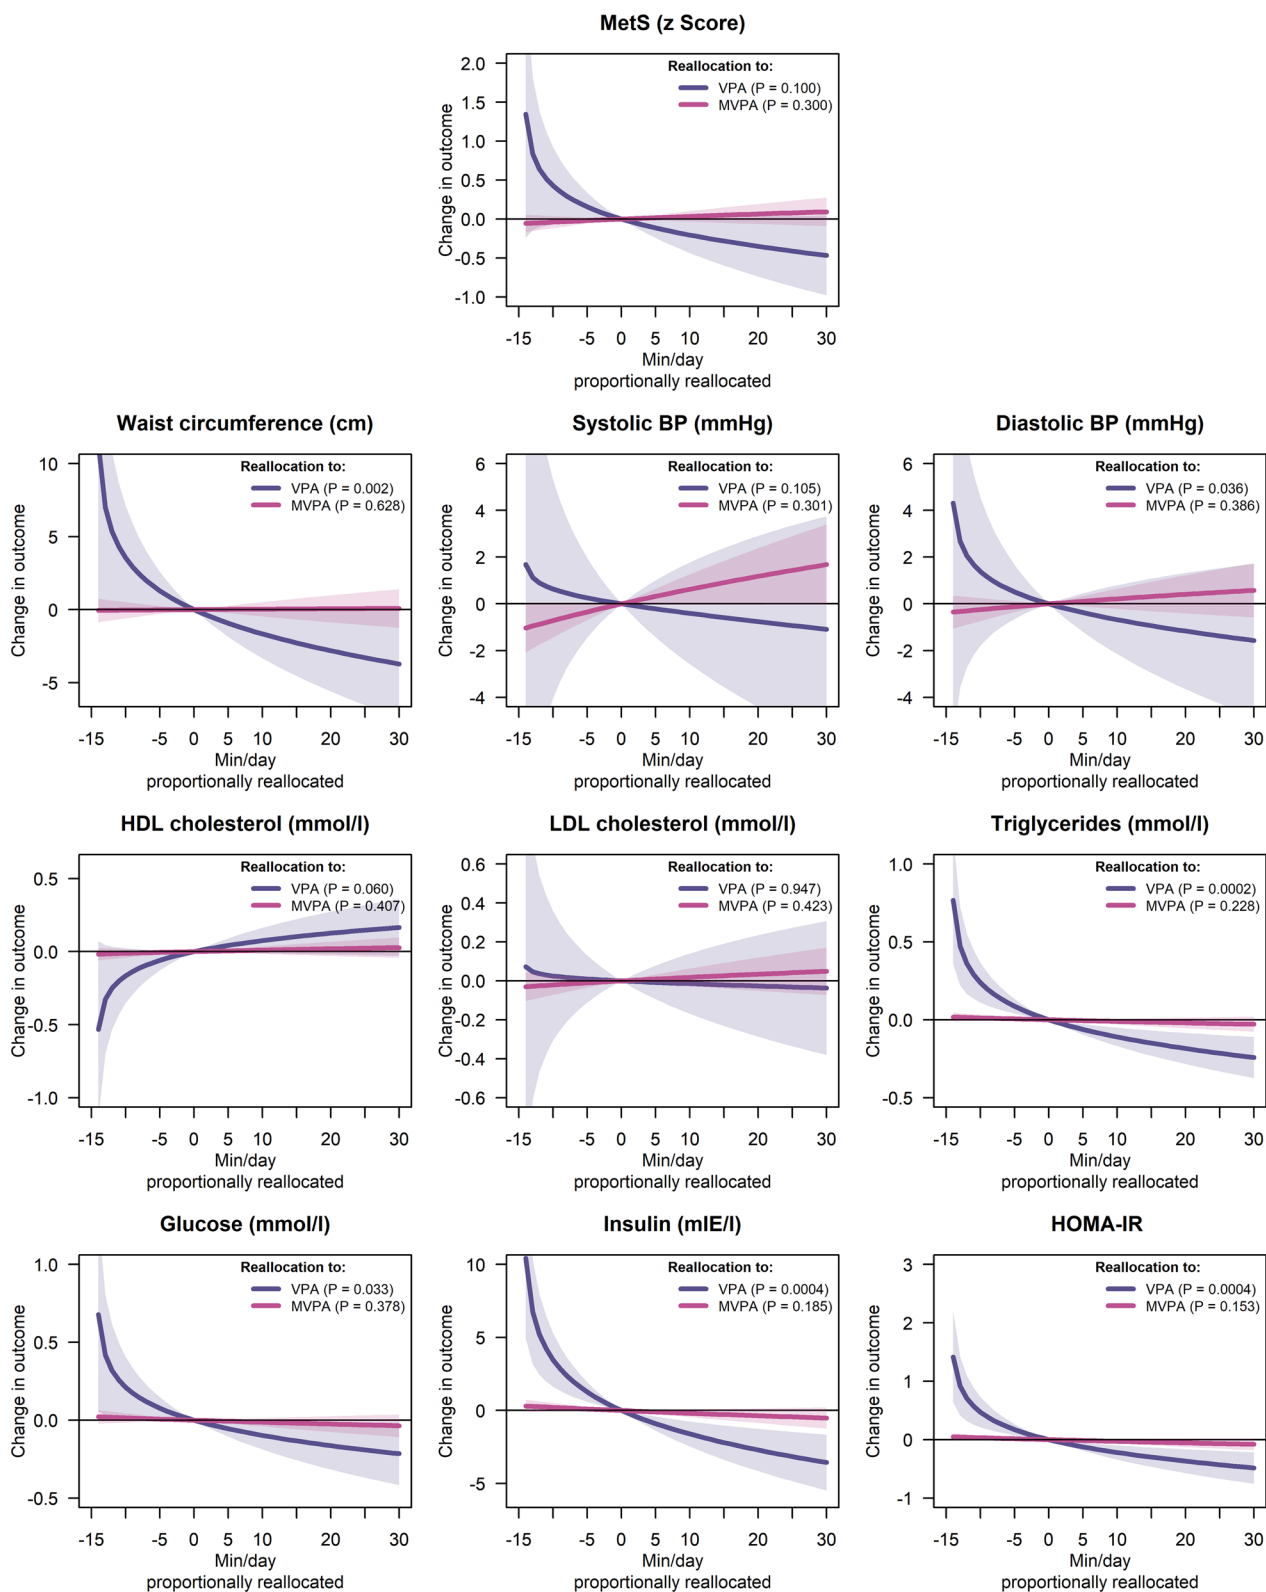 MetS (z Score)
Change in outcome
2.0
1.0
0.5
0.0
-0.5
-1.0
Reallocation to:
VPA (P = 0.100)
MVPA (P = 0.300)
-15 -5 0 5 10 20 30
Min/day
proportionally reallocated
Waist circumference (cm)
Change in outcome
10
5
0
-5
Reallocation to:
VPA (P = 0.002)
MVPA (P = 0.628)
-15 -5 0 5 10 20 30
Min/day
proportionally reallocated
Systolic BP (mmHg)
Change in outcome
6
4
2
0
-2
-4
Reallocation to:
VPA (P = 0.105)
MVPA (P = 0.301)
-15 -5 0 5 10 20 30
Min/day
proportionally reallocated
Diastolic BP (mmHg)
Change in outcome
6
4
2
0
-2
-4
Reallocation to:
VPA (P = 0.036)
MVPA (P = 0.386)
-15 -5 0 5 10 20 30
Min/day
proportionally reallocated
HDL cholesterol (mmol/l)
Change in outcome
0.5
0.0
-0.5
-1.0
Reallocation to:
VPA (P = 0.060)
MVPA (P = 0.407)
-15 -5 0 5 10 20 30
Min/day
proportionally reallocated
LDL cholesterol (mmol/l)
Change in outcome
0.6
0.4
0.2
0.0
-0.2
-0.4
-0.6
Reallocation to:
VPA (P = 0.947)
MVPA (P = 0.423)
-15 -5 0 5 10 20 30
Min/day
proportionally reallocated
Triglycerides (mmol/l)
Change in outcome
1.0
0.5
0.0
-0.5
Reallocation to:
VPA (P = 0.0002)
MVPA (P = 0.228)
-15 -5 0 5 10 20 30
Min/day
proportionally reallocated
Glucose (mmol/l)
Change in outcome
1.0
0.5
0.0
-0.5
Reallocation to:
VPA (P = 0.033)
MVPA (P = 0.378)
-15 -5 0 5 10 20 30
Min/day
proportionally reallocated
Insulin (mIE/l)
Change in outcome
10
5
0
-5
Reallocation to:
VPA (P = 0.0004)
MVPA (P = 0.185)
-15 -5 0 5 10 20 30
Min/day
proportionally reallocated
HOMA-IR
Change in outcome
3
2
1
0
-1
Reallocation to:
VPA (P = 0.0004)
MVPA (P = 0.153)
-15 -5 0 5 10 20 30
Min/day
proportionally reallocated